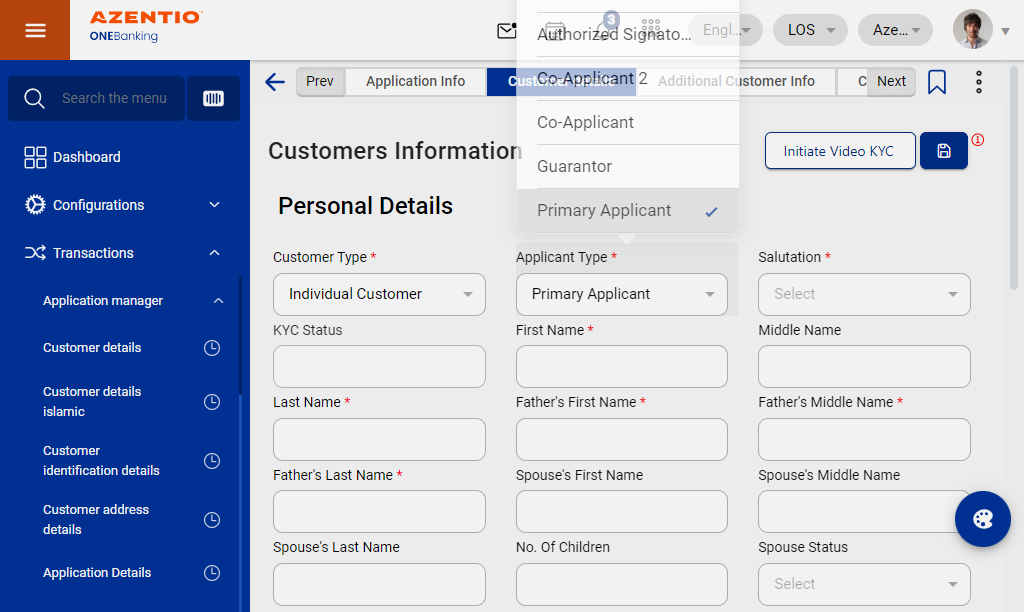 AZENTIO
ONEBanking
3
Engl...
LOS
Aze...
Search the menu
Dashboard
Configurations
Transactions
Application manager
Customer details
Customer details
islamic
Customer
identification details
Customer address
details
Application Details
Prev
Application Info
Additional Customer Info
C
Next
Authorized Signato...
Co-Applicant 2
Co-Applicant
Guarantor
Primary Applicant
Customers Information
Initiate Video KYC
Personal Details
Customer Type *
Applicant Type *
Salutation *
Individual Customer
Primary Applicant
Select
KYC Status
First Name *
Middle Name
Last Name *
Father's First Name *
Father's Middle Name *
Father's Last Name *
Spouse's First Name
Spouse's Middle Name
Spouse's Last Name
No. Of Children
Spouse Status
Select